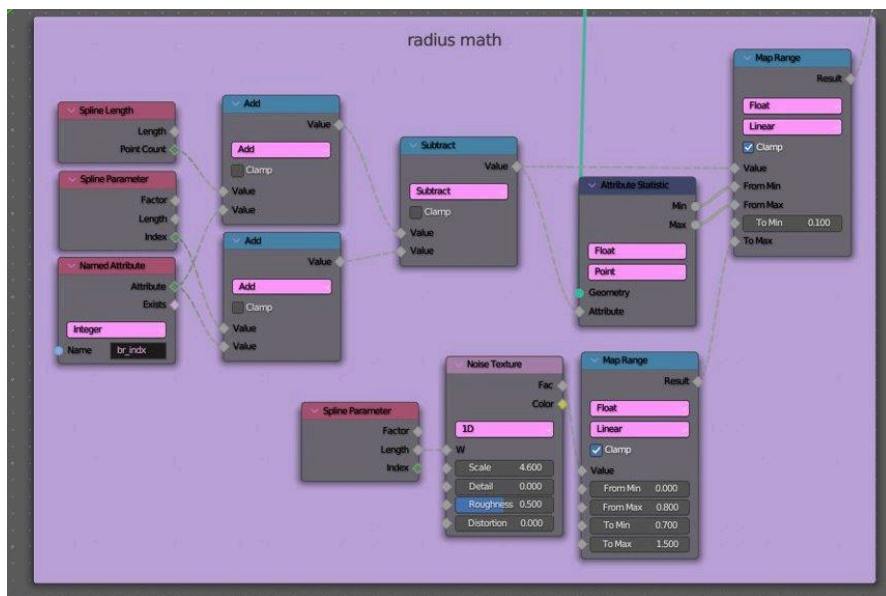 radius math
Spline Length
Length
Point Count
Spline Parameter
Factor
Length
Index
Named Attribute
Attribute
Exists
Integer
Name br_indx
Add
Value
Add
Clamp
Value
Value
Add
Value
Add
Clamp
Value
Value
Subtract
Value
Subtract
Clamp
Value
Value
Attribute Statistic
Min
Max
Float
Point
Geometry
Attribute
Map Range
Result
Float
Linear
Clamp
Value
From Min
From Max
To Min 0.100
To Max
Spline Parameter
Factor
Length
Index
Noise Texture
Fac
Color
1D
W
Scale 4.600
Detail 0.000
Roughness 0.500
Distortion 0.000
Map Range
Result
Float
Linear
Clamp
Value
From Min 0.000
From Max 0.800
To Min 0.700
To Max 1.500